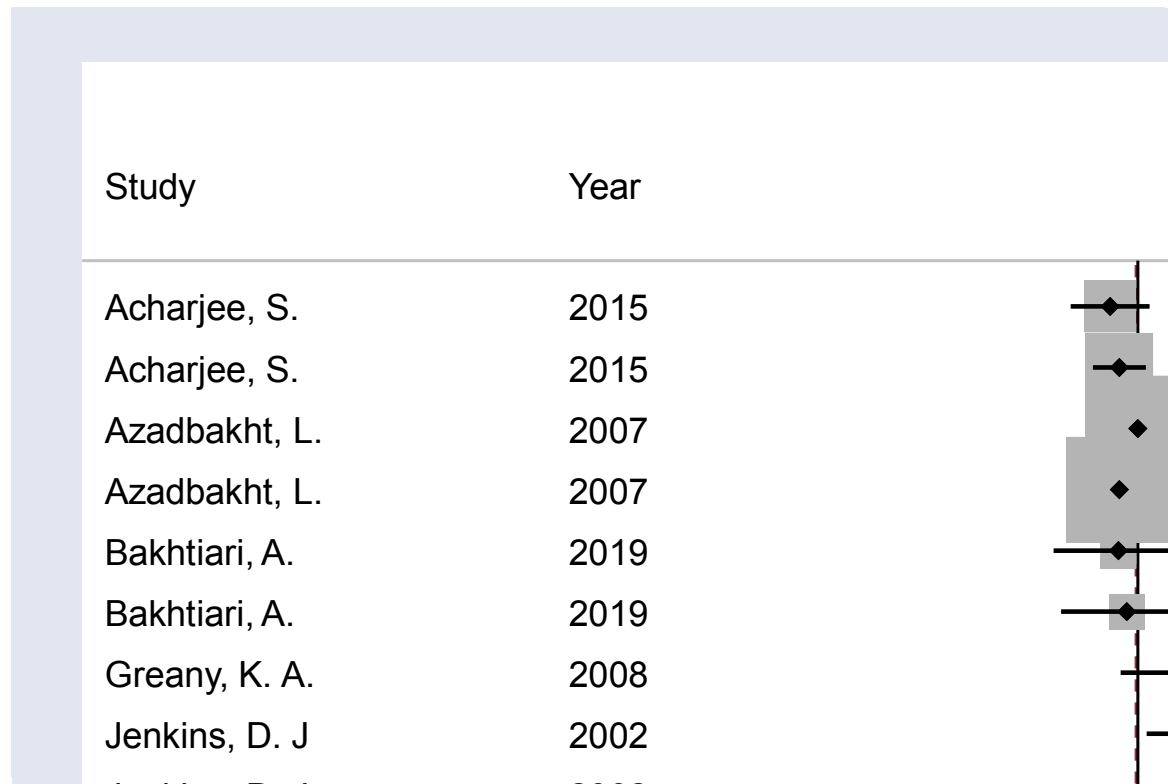 Study Year
Acharjee, S. 2015
Acharjee, S. 2015
Azadbakht, L. 2007
Azadbakht, L. 2007
Bakhtiari, A. 2019
Bakhtiari, A. 2019
Greany, K. A. 2008
Jenkins, D. J 2002